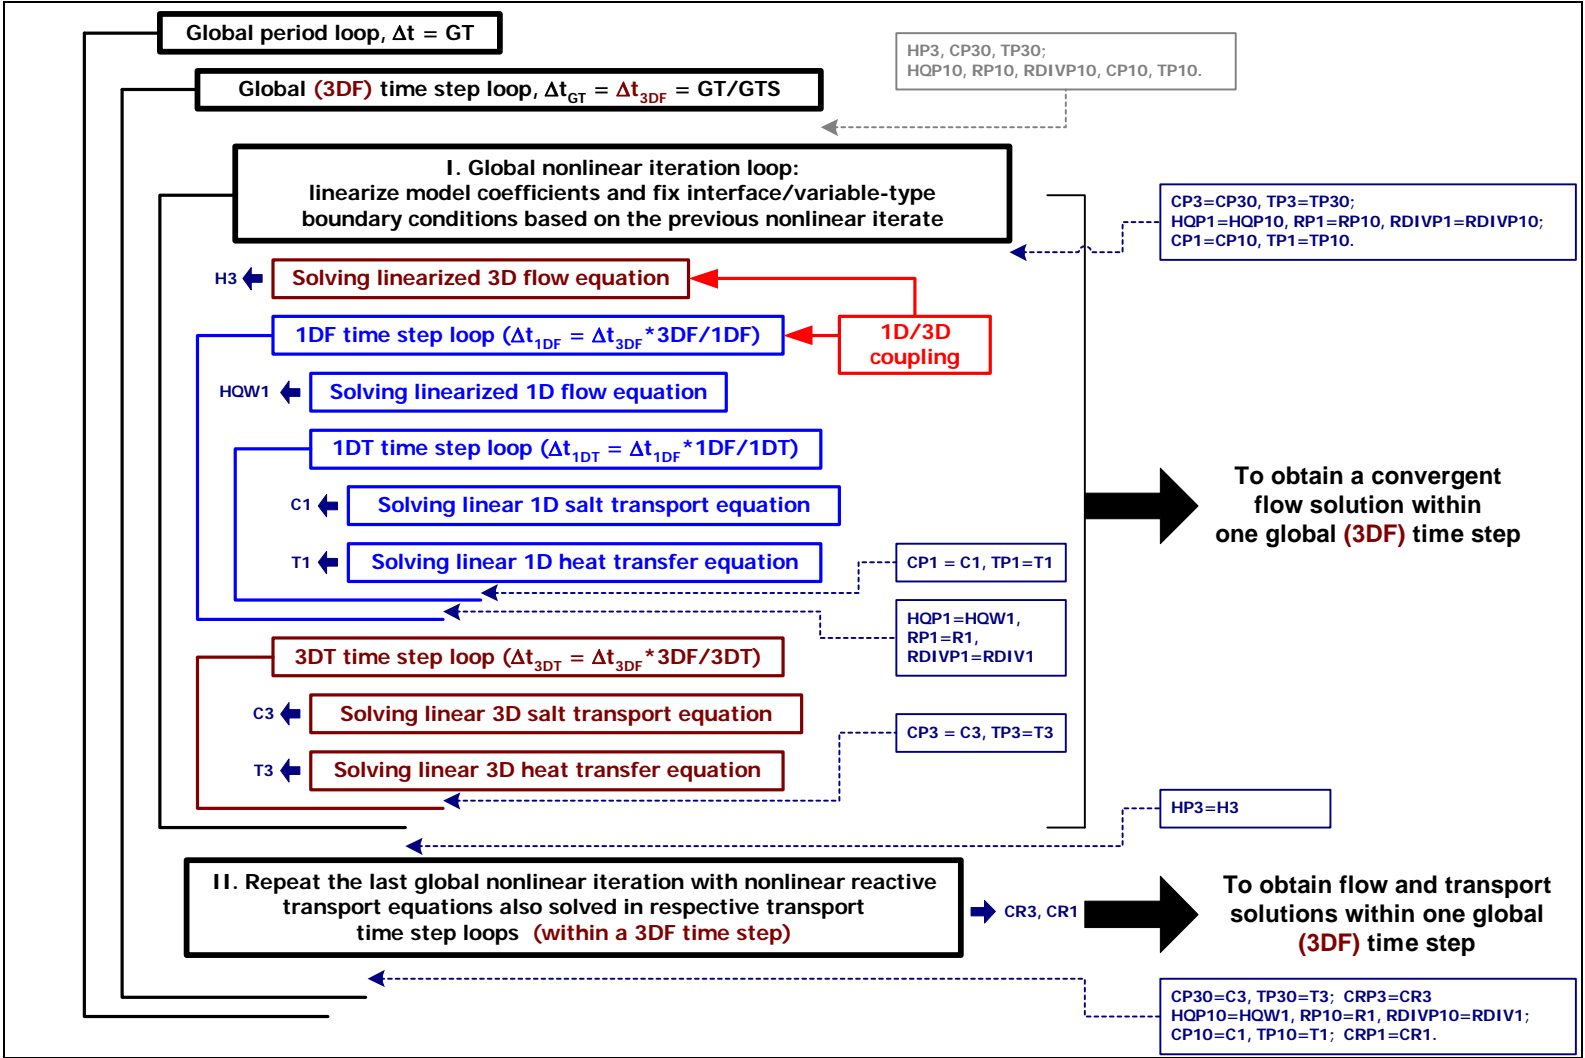 Global period loop, Δt = GT
HP3, CP30, TP30;
HQP10, RP10, RDIVP10, CP10, TP10.
Global (3DF) time step loop, Δt_GT = Δt_3DF = GT/GTS
I. Global nonlinear iteration loop:
linearize model coefficients and fix interface/variable-type
boundary conditions based on the previous nonlinear iterate
CP3=CP30, TP3=TP30;
HQP1=HQP10, RP1=RP10, RDIVP1=RDIVP10;
CP1=CP10, TP1=TP10.
H3
Solving linearized 3D flow equation
1DF time step loop (Δt_1DF = Δt_3DF*3DF/1DF)
1D/3D
coupling
HQW1
Solving linearized 1D flow equation
1DT time step loop (Δt_1DT = Δt_1DF*1DF/1DT)
C1
Solving linear 1D salt transport equation
To obtain a convergent
flow solution within
one global (3DF) time step
T1
Solving linear 1D heat transfer equation
CP1 = C1, TP1=T1
HQP1=HQW1,
RP1=R1,
RDIVP1=RDIV1
3DT time step loop (Δt_3DT = Δt_3DF*3DF/3DT)
C3
Solving linear 3D salt transport equation
CP3 = C3, TP3=T3
T3
Solving linear 3D heat transfer equation
HP3=H3
II. Repeat the last global nonlinear iteration with nonlinear reactive
transport equations also solved in respective transport
time step loops (within a 3DF time step)
CR3, CR1
To obtain flow and transport
solutions within one global
(3DF) time step
CP30=C3, TP30=T3; CRP3=CR3
HQP10=HQW1, RP10=R1, RDIVP10=RDIV1;
CP10=C1, TP10=T1; CRP1=CR1.